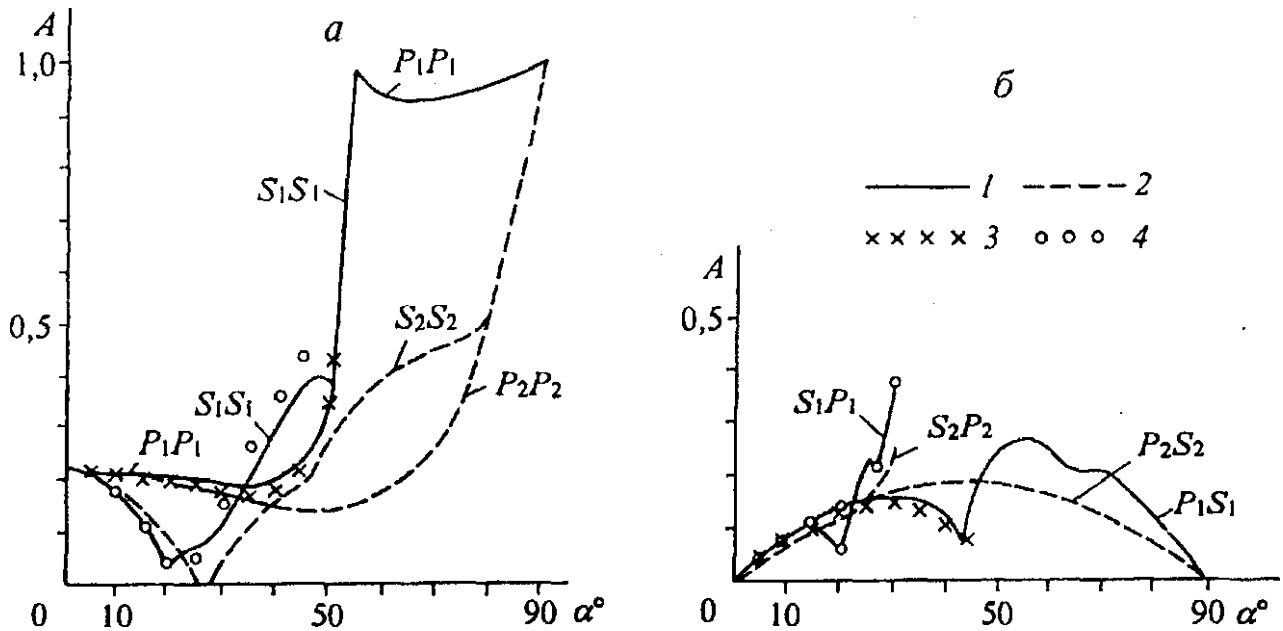 A
а
1,0
P₁P₁
S₁S₁
0,5
S₂S₂
S₁S₁
P₂P₂
P₁P₁
0 10 50 90 α°
б
1 2
× × × × 3 ○ ○ ○ 4
A
0,5
S₁P₁
S₂P₂
P₂S₂
P₁S₁
0 10 50 90 α°